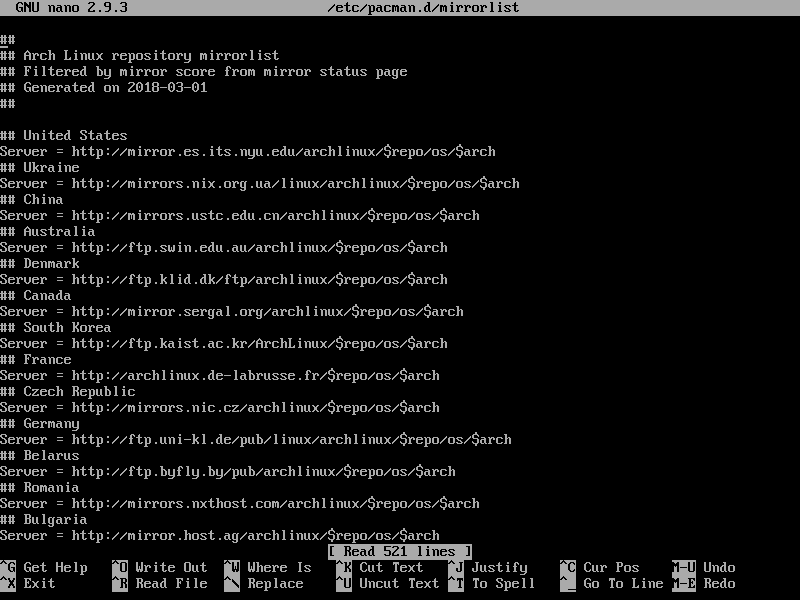 GNU nano 2.9.3 /etc/pacman.d/mirrorlist
##
## Arch Linux repository mirrorlist
## Filtered by mirror score from mirror status page
## Generated on 2018-03-01
##
## United States
Server = http://mirror.es.its.nyu.edu/archlinux/$repo/os/$arch
## Ukraine
Server = http://mirrors.nix.org.ua/linux/archlinux/$repo/os/$arch
## China
Server = http://mirrors.ustc.edu.cn/archlinux/$repo/os/$arch
## Australia
Server = http://ftp.swin.edu.au/archlinux/$repo/os/$arch
## Denmark
Server = http://ftp.klid.dk/ftp/archlinux/$repo/os/$arch
## Canada
Server = http://mirror.sergal.org/archlinux/$repo/os/$arch
## South Korea
Server = http://ftp.kaist.ac.kr/ArchLinux/$repo/os/$arch
## France
Server = http://archlinux.de-labrusse.fr/$repo/os/$arch
## Czech Republic
Server = http://mirrors.nic.cz/archlinux/$repo/os/$arch
## Germany
Server = http://ftp.uni-kl.de/pub/linux/archlinux/$repo/os/$arch
## Belarus
Server = http://ftp.byfly.by/pub/archlinux/$repo/os/$arch
## Romania
Server = http://mirrors.nxthost.com/archlinux/$repo/os/$arch
## Bulgaria
Server = http://mirror.host.ag/archlinux/$repo/os/$arch
[ Read 521 lines ]
^G Get Help ^O Write Out ^W Where Is ^K Cut Text ^J Justify ^C Cur Pos M-U Undo
^X Exit ^R Read File ^\ Replace ^U Uncut Text ^T To Spell ^_ Go To Line M-E Redo